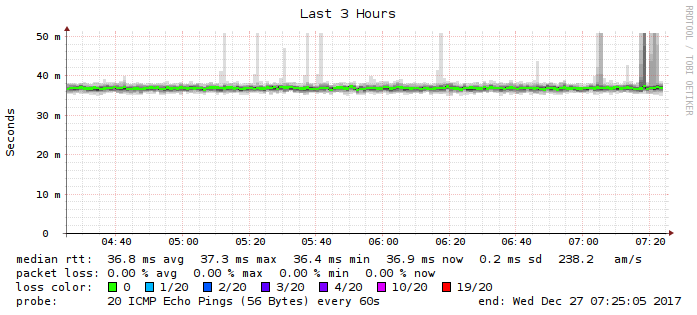 Last 3 Hours
RRDTOOL / TOBI OETIKER
Seconds
50 m
40 m
30 m
20 m
10 m
0
04:40 05:00 05:20 05:40 06:00 06:20 06:40 07:00 07:20
median rtt: 36.8 ms avg 37.3 ms max 36.4 ms min 36.9 ms now 0.2 ms sd 238.2 am/s
packet loss: 0.00 % avg 0.00 % max 0.00 % min 0.00 % now
loss color: 0 1/20 2/20 3/20 4/20 10/20 19/20
probe: 20 ICMP Echo Pings (56 Bytes) every 60s end: Wed Dec 27 07:25:05 2017